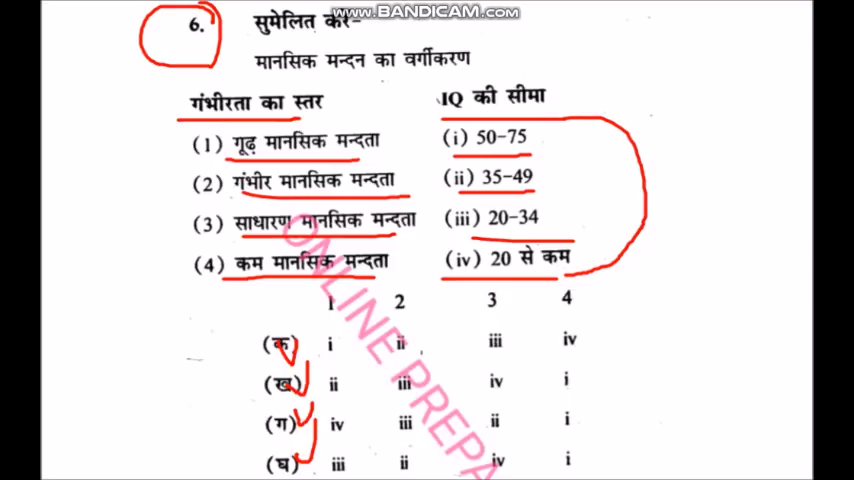 www.BANDICAM.com
6. सुमेलित करें-
मानसिक मन्दन का वर्गीकरण
गंभीरता का स्तर IQ की सीमा
(1) गूढ़ मानसिक मन्दता (i) 50-75
(2) गंभीर मानसिक मन्दता (ii) 35-49
(3) साधारण मानसिक मन्दता (iii) 20-34
(4) कम मानसिक मन्दता (iv) 20 से कम
1 2 3 4
(क) i ii iii iv
(ख) ii iii iv i
(ग) iv iii ii i
(घ) iii ii iv i
ONLINE PREPA